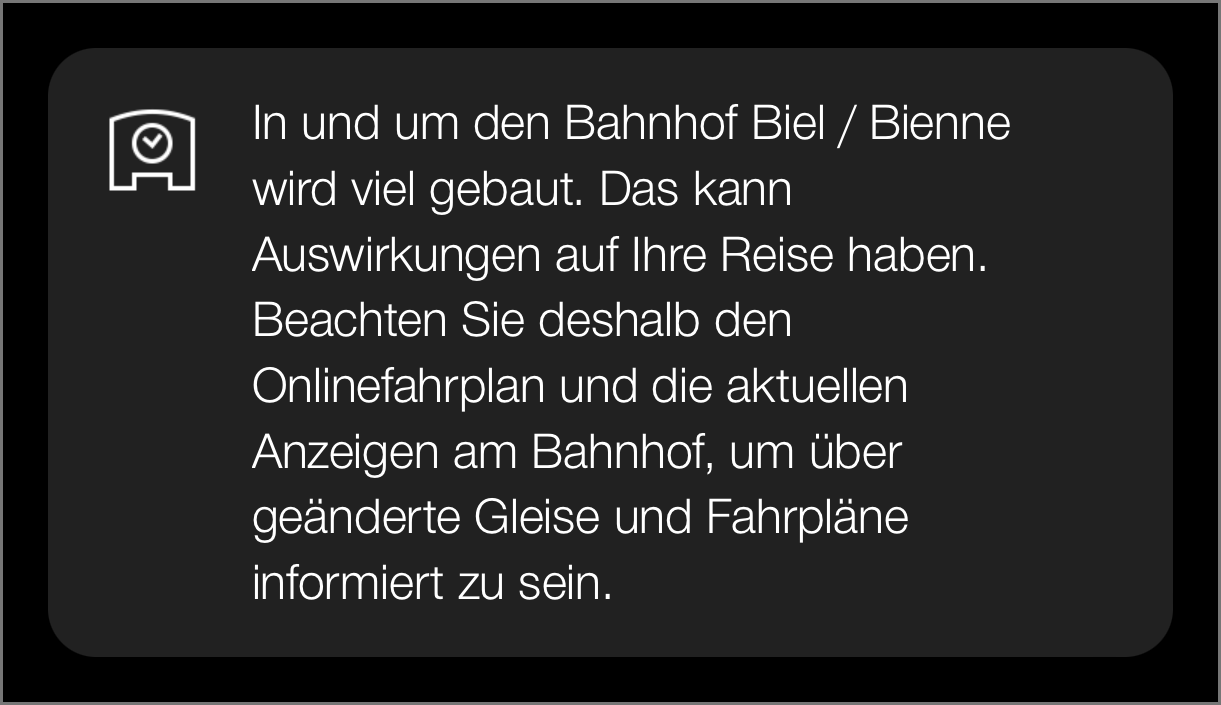 In und um den Bahnhof Biel / Bienne
wird viel gebaut. Das kann
Auswirkungen auf Ihre Reise haben.
Beachten Sie deshalb den
Onlinefahrplan und die aktuellen
Anzeigen am Bahnhof, um über
geänderte Gleise und Fahrpläne
informiert zu sein.